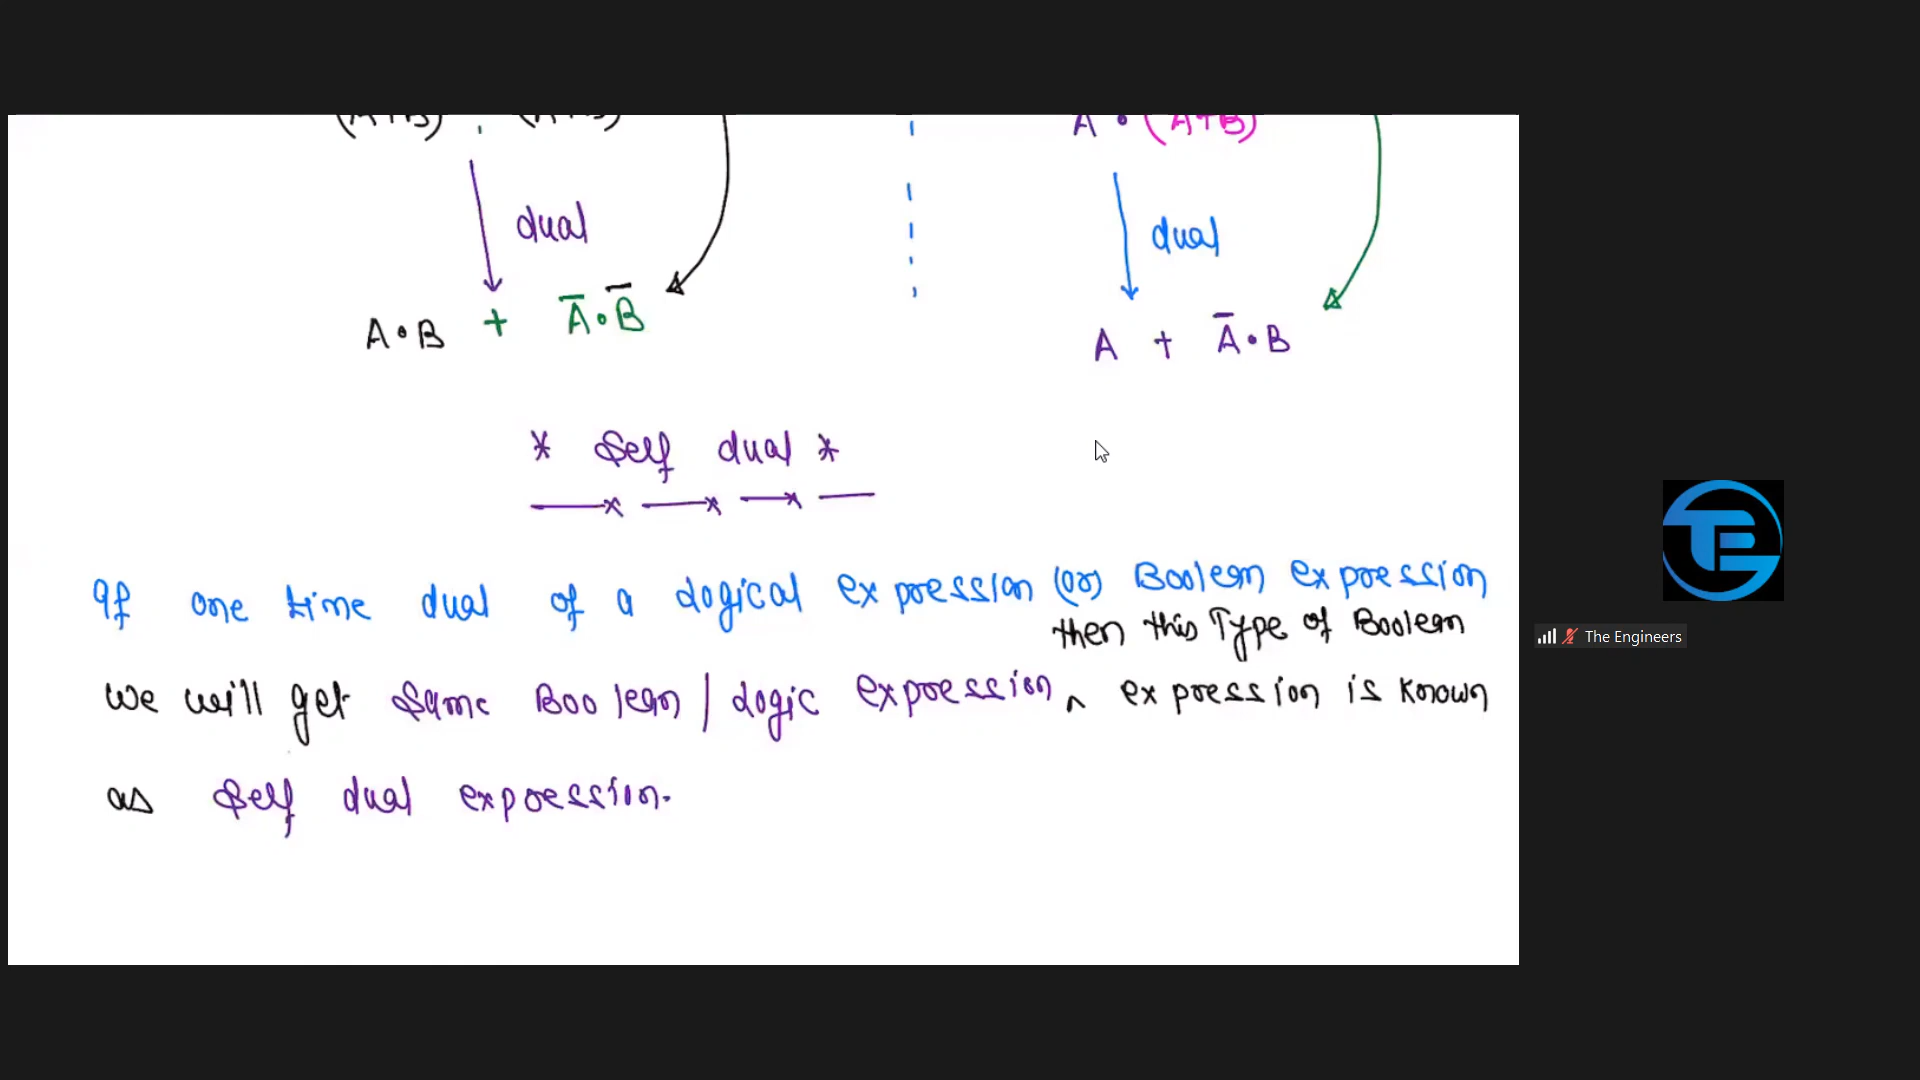 A • (A+B)
dual
dual
A•B + A̅•B̅
A + A̅•B
* Self dual *
If one time dual of a logical expression (or) Boolean expression
we will get same Boolean / logic expression ^ then this Type of Boolean
expression is known
as self dual expression.
The Engineers